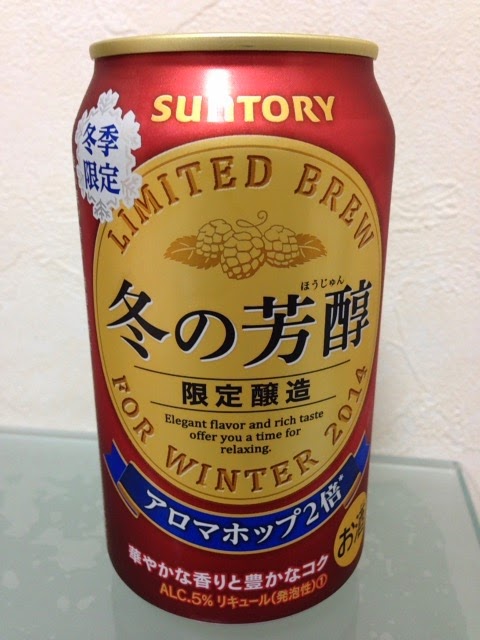 SUNTORY
冬季
限定
LIMITED BREW
ほうじゅん
冬の芳醇
限定醸造
Elegant flavor and rich taste
offer you a time for
relaxing.
FOR WINTER 2014
アロマホップ2倍*
お酒
華やかな香りと豊かなコク
ALC.5% リキュール(発泡性)①